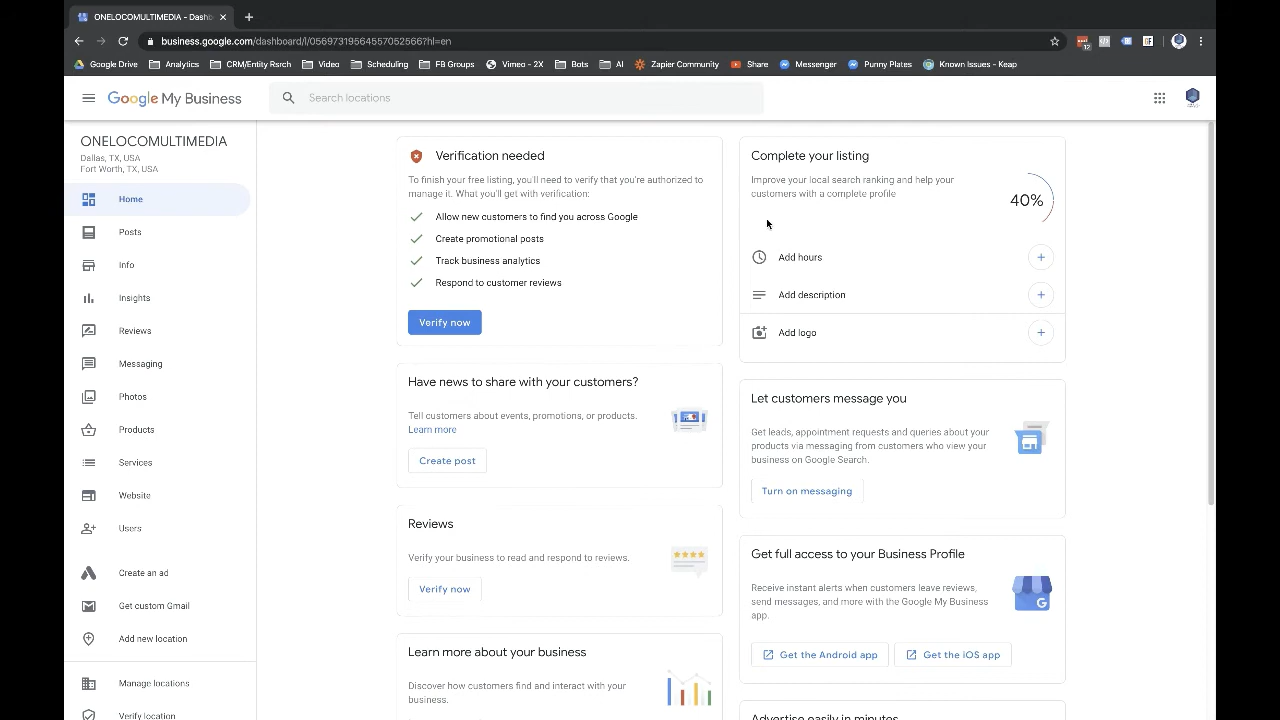 ONELOCOMULTIMEDIA - Dashb
business.google.com/dashboard/l/05697319564557052566?hl=en
12
Google Drive
Analytics
CRM/Entity Rsrch
Video
Scheduling
FB Groups
Vimeo - 2X
Bots
AI
Zapier Community
Share
Messenger
Punny Plates
Known Issues - Keap
Google My Business
Search locations
ONELOCOMULTIMEDIA
Dallas, TX, USA
Fort Worth, TX, USA
Home
Posts
Info
Insights
Reviews
Messaging
Photos
Products
Services
Website
Users
Create an ad
Get custom Gmail
Add new location
Manage locations
Verify location
Verification needed
To finish your free listing, you'll need to verify that you're authorized to
manage it. What you'll get with verification:
Allow new customers to find you across Google
Create promotional posts
Track business analytics
Respond to customer reviews
Verify now
Have news to share with your customers?
Tell customers about events, promotions, or products.
Learn more
Create post
Reviews
Verify your business to read and respond to reviews.
Verify now
Learn more about your business
Discover how customers find and interact with your
business.
Complete your listing
Improve your local search ranking and help your
customers with a complete profile
40%
Add hours
Add description
Add logo
Let customers message you
Get leads, appointment requests and queries about your
products via messaging from customers who view your
business on Google Search.
Turn on messaging
Get full access to your Business Profile
Receive instant alerts when customers leave reviews,
send messages, and more with the Google My Business
app.
G
Get the Android app
Get the iOS app
Advertise easily in minutes